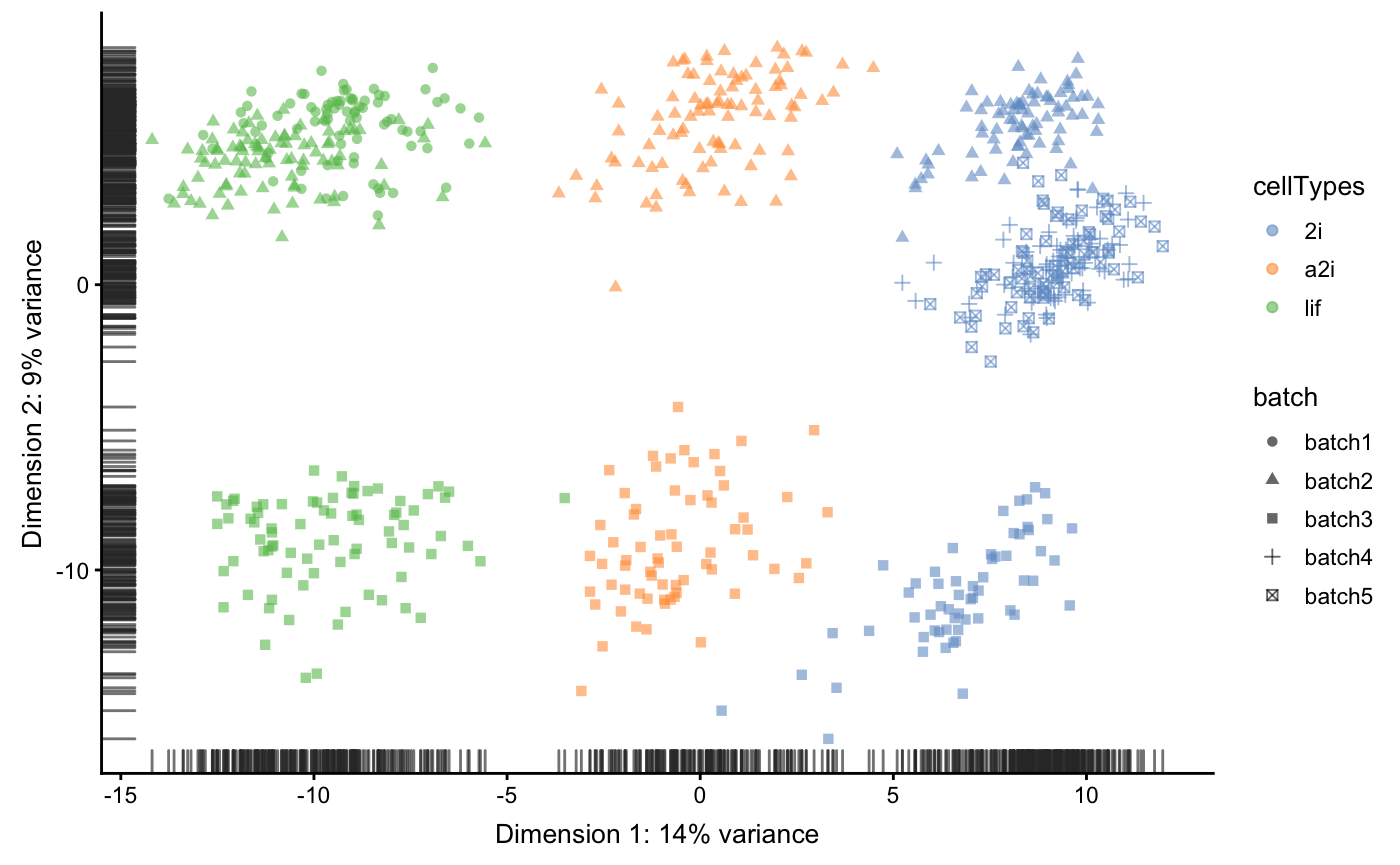 Dimension 2: 9% variance
0
-10
-15
-10
-5
0
5
10
Dimension 1: 14% variance
cellTypes
2i
a2i
lif
batch
batch1
batch2
batch3
batch4
batch5